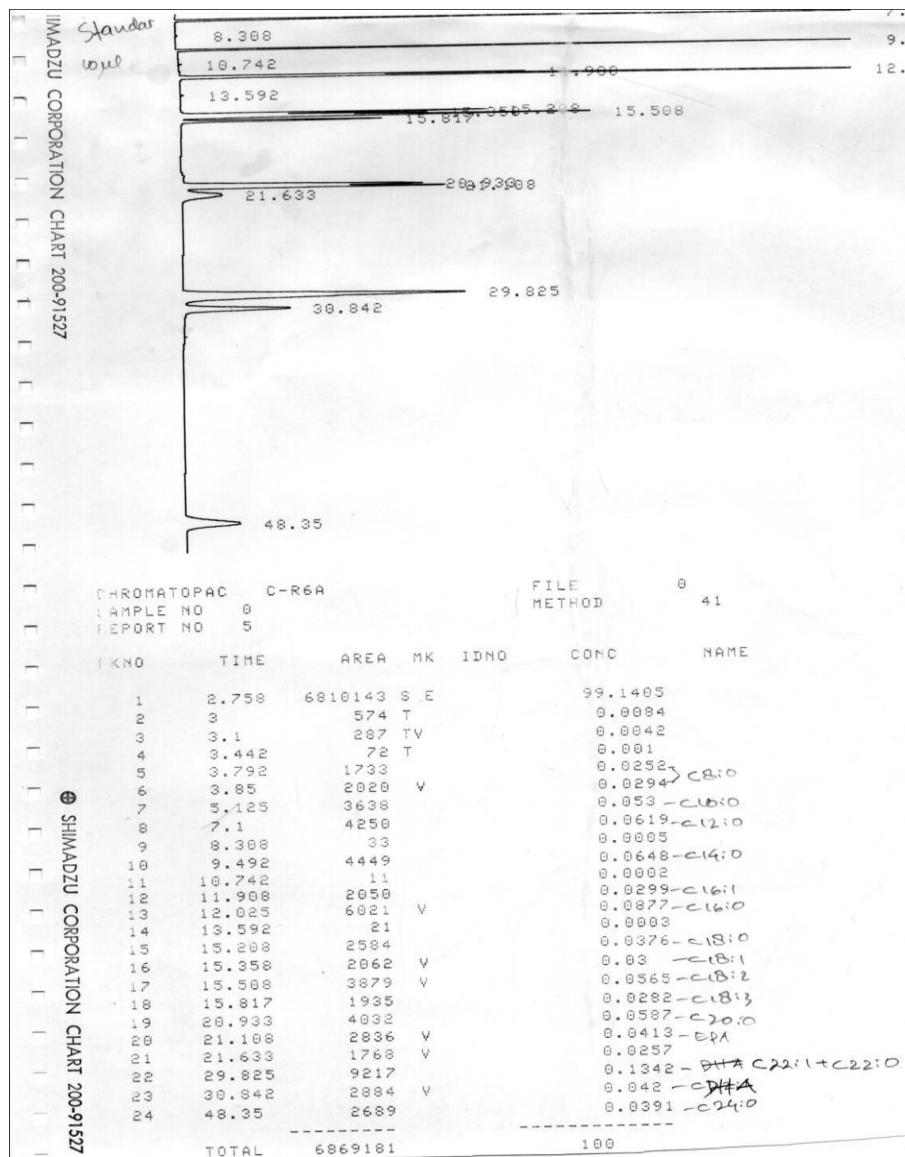 Standar
10µl
IMADZU CORPORATION CHART 200-91527
8.308
9.
10.742
11.900
12.
13.592
15.208
15.508
15.817
20.933
21.633
29.825
30.842
48.35
CHROMATOPAC C-R6A FILE 0
AMPLE NO 0 METHOD 41
EPORT NO 5
KNO TIME AREA MK IDNO CONC NAME
1 2.758 6810143 S E 99.1405
2 3 574 T 0.0084
3 3.1 287 TV 0.0042
4 3.442 72 T 0.001
5 3.792 1733 0.0252
6 3.85 2020 V 0.0294 > C8:0
7 5.125 3638 0.053 - C10:0
8 7.1 4250 0.0619 - C12:0
9 8.308 33 0.0005
10 9.492 4449 0.0648 - C14:0
11 10.742 11 0.0002
12 11.908 2050 0.0299 - C16:1
13 12.025 6021 V 0.0877 - C16:0
14 13.592 21 0.0003
15 15.208 2584 0.0376 - C18:0
16 15.358 2062 V 0.03 - C18:1
17 15.508 3879 V 0.0565 - C18:2
18 15.817 1935 0.0282 - C18:3
19 20.933 4032 0.0587 - C20:0
20 21.108 2836 V 0.0413 - EPA
21 21.633 1768 V 0.0257
22 29.825 9217 0.1342 - DHA C22:1+C22:0
23 30.842 2884 V 0.042 - DHA
24 48.35 2689 0.0391 - C24:0
TOTAL 6869181 100
SHIMADZU CORPORATION CHART 200-91527